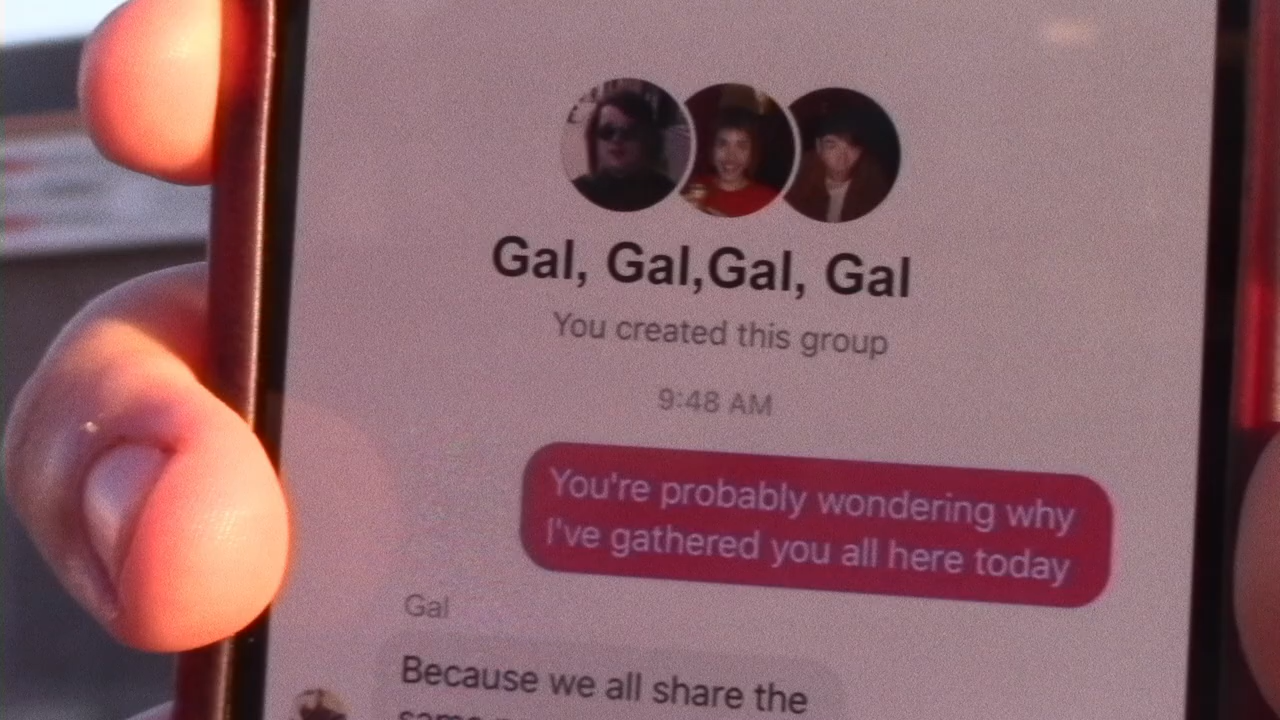 Gal, Gal,Gal, Gal
You created this group
9:48 AM
You're probably wondering why
I've gathered you all here today
Gal
Because we all share the
same